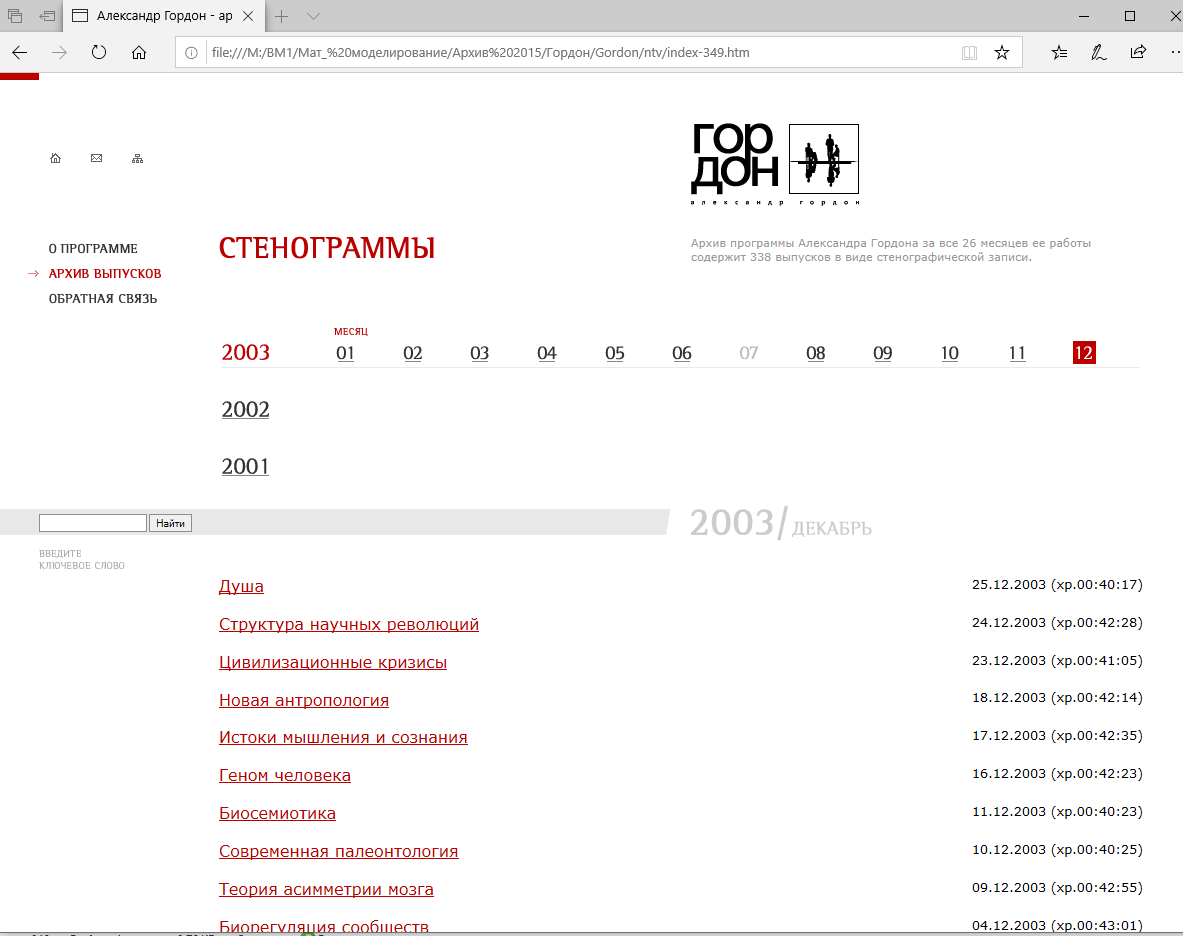 Александр Гордон - ар
file:///M:/BM1/Мат_%20моделирование/Архив%202015/Гордон/Gordon/ntv/index-349.htm
гор
дон
александр гордон
О ПРОГРАММЕ
АРХИВ ВЫПУСКОВ
ОБРАТНАЯ СВЯЗЬ
СТЕНОГРАММЫ
Архив программы Александра Гордона за все 26 месяцев ее работы
содержит 338 выпусков в виде стенографической записи.
МЕСЯЦ
2003 01 02 03 04 05 06 07 08 09 10 11 12
2002
2001
Найти
2003/ДЕКАБРЬ
ВВЕДИТЕ
КЛЮЧЕВОЕ СЛОВО
Душа 25.12.2003 (хр.00:40:17)
Структура научных революций 24.12.2003 (хр.00:42:28)
Цивилизационные кризисы 23.12.2003 (хр.00:41:05)
Новая антропология 18.12.2003 (хр.00:42:14)
Истоки мышления и сознания 17.12.2003 (хр.00:42:35)
Геном человека 16.12.2003 (хр.00:42:23)
Биосемиотика 11.12.2003 (хр.00:40:23)
Современная палеонтология 10.12.2003 (хр.00:40:25)
Теория асимметрии мозга 09.12.2003 (хр.00:42:55)
Биорегуляция сообществ 04.12.2003 (хр.00:43:01)